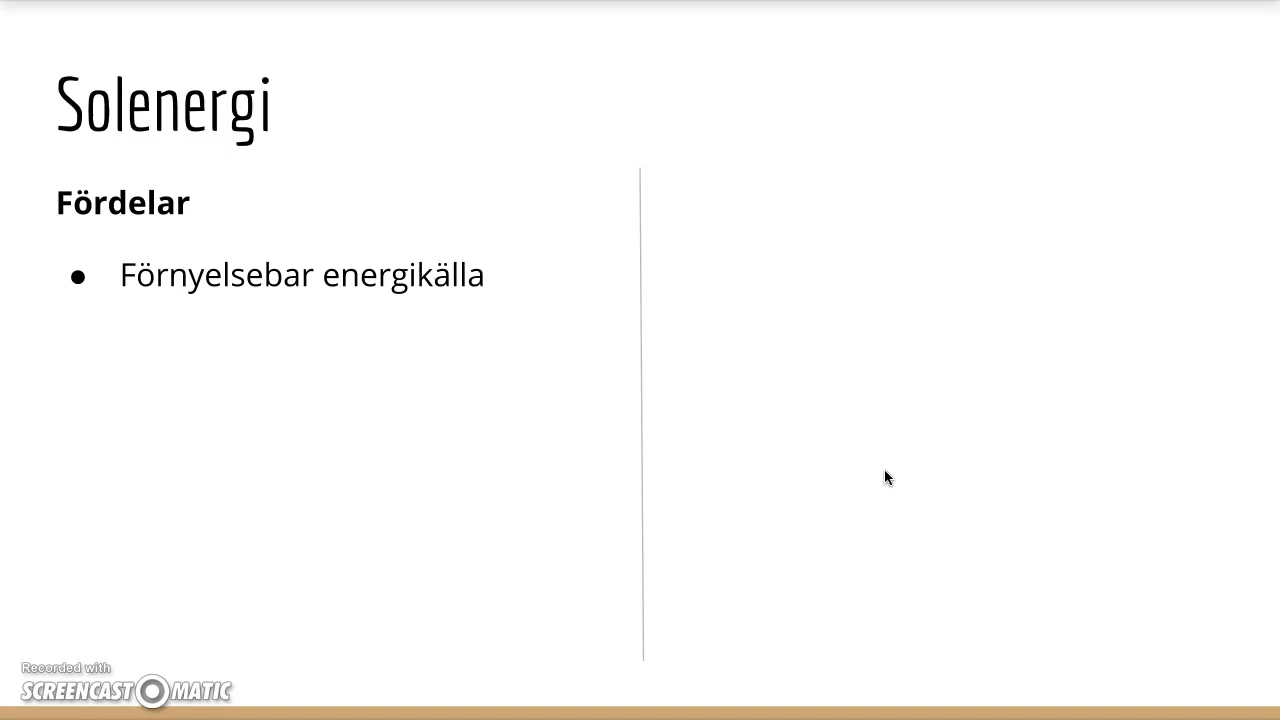 Solenergi
Fördelar
● Förnyelsebar energikälla
Recorded with
SCREENCAST MATIC